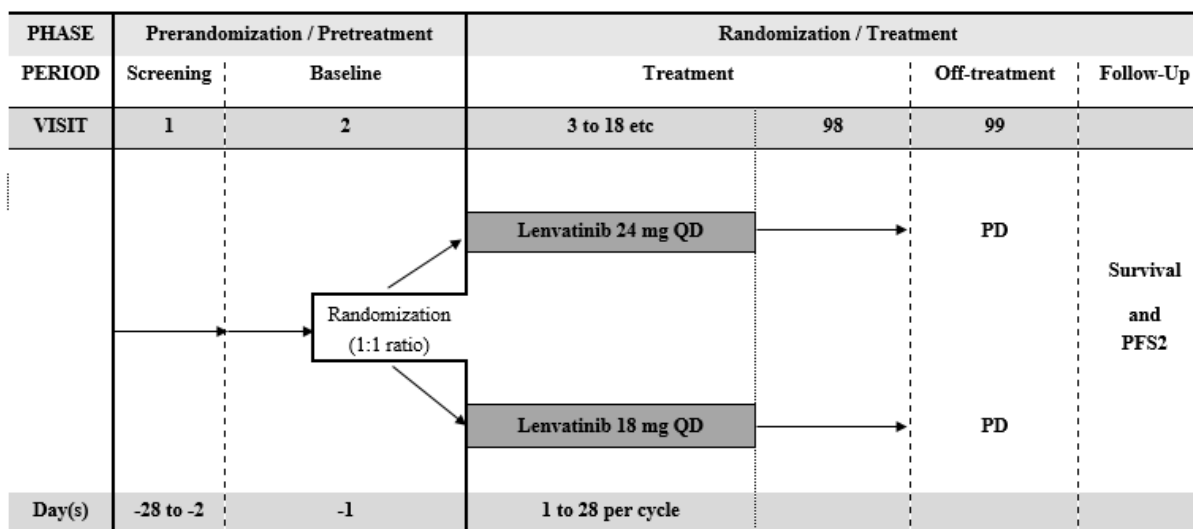 PHASE Prerandomization / Pretreatment Randomization / Treatment
PERIOD Screening Baseline Treatment Off-treatment Follow-Up
VISIT 1 2 3 to 18 etc 98 99
Lenvatinib 24 mg QD PD
Survival
and
PFS2
Randomization
(1:1 ratio)
Lenvatinib 18 mg QD PD
Day(s) -28 to -2 -1 1 to 28 per cycle